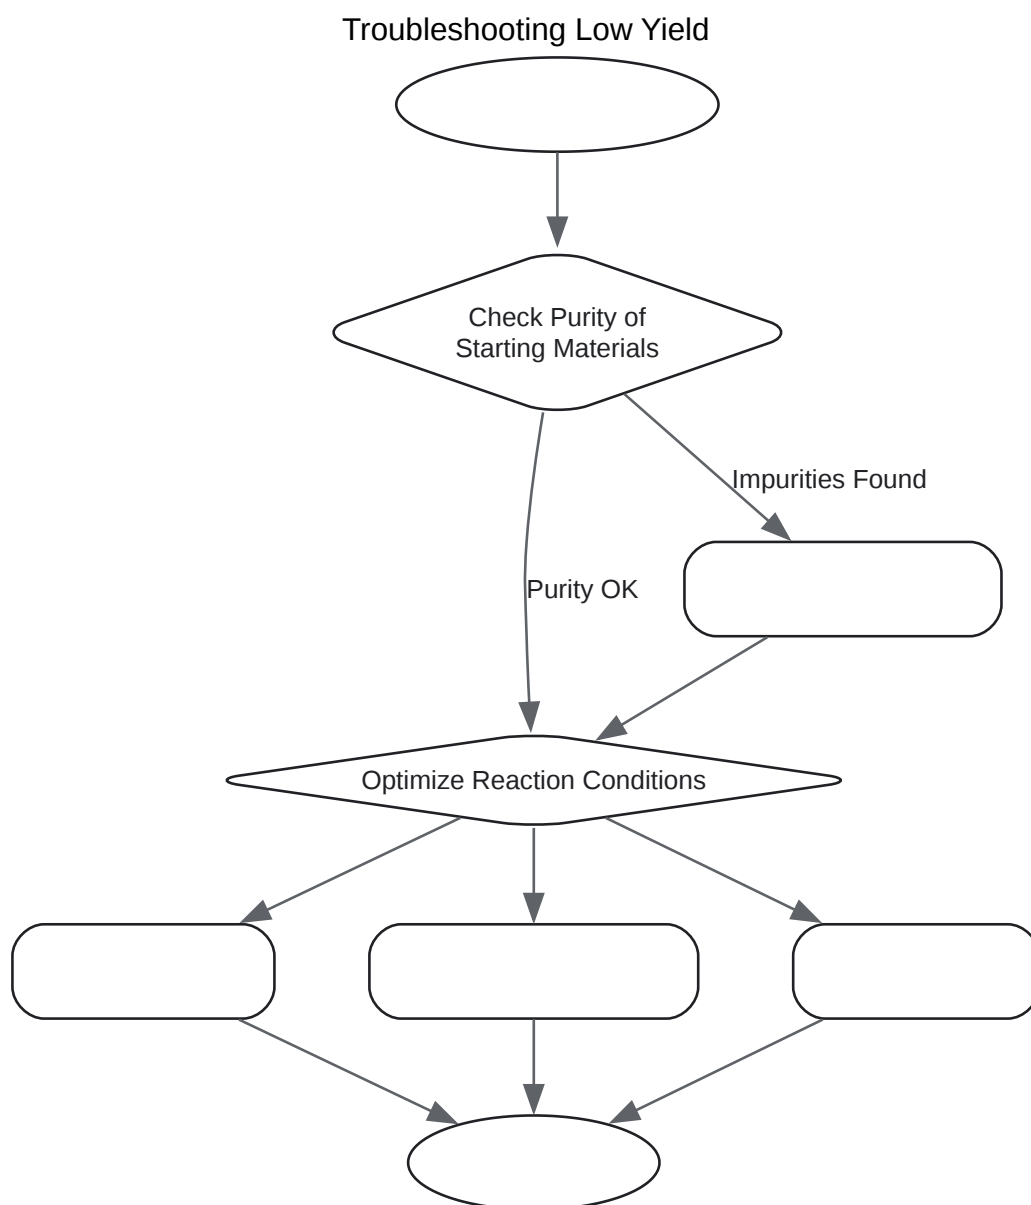 Troubleshooting Low Yield
Check Purity of
Starting Materials
Impurities Found
Purity OK
Optimize Reaction Conditions